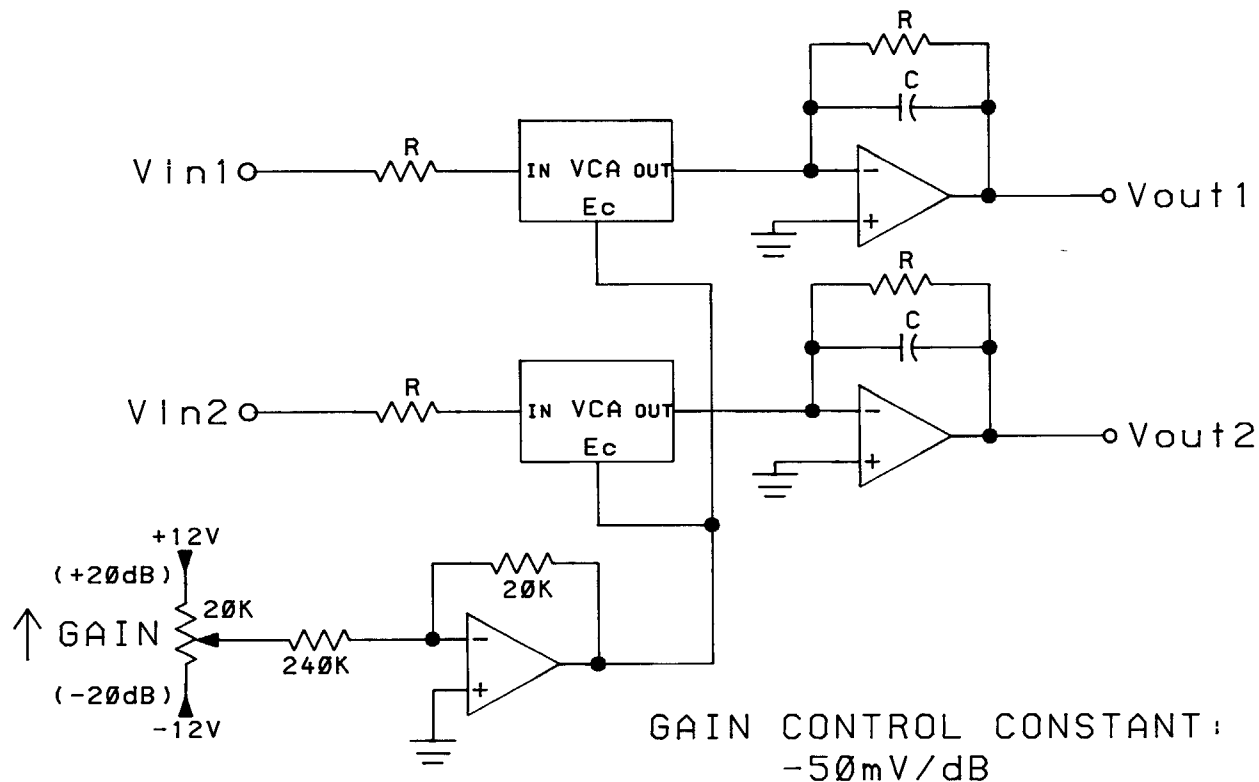 R
C
Vin1
R
IN VCA OUT
Ec
-
+
Vout1
R
C
Vin2
R
IN VCA OUT
Ec
-
+
Vout2
+12V
(+20dB)
20K
GAIN
240K
20K
-
+
(-20dB)
-12V
GAIN CONTROL CONSTANT:
-50mV/dB